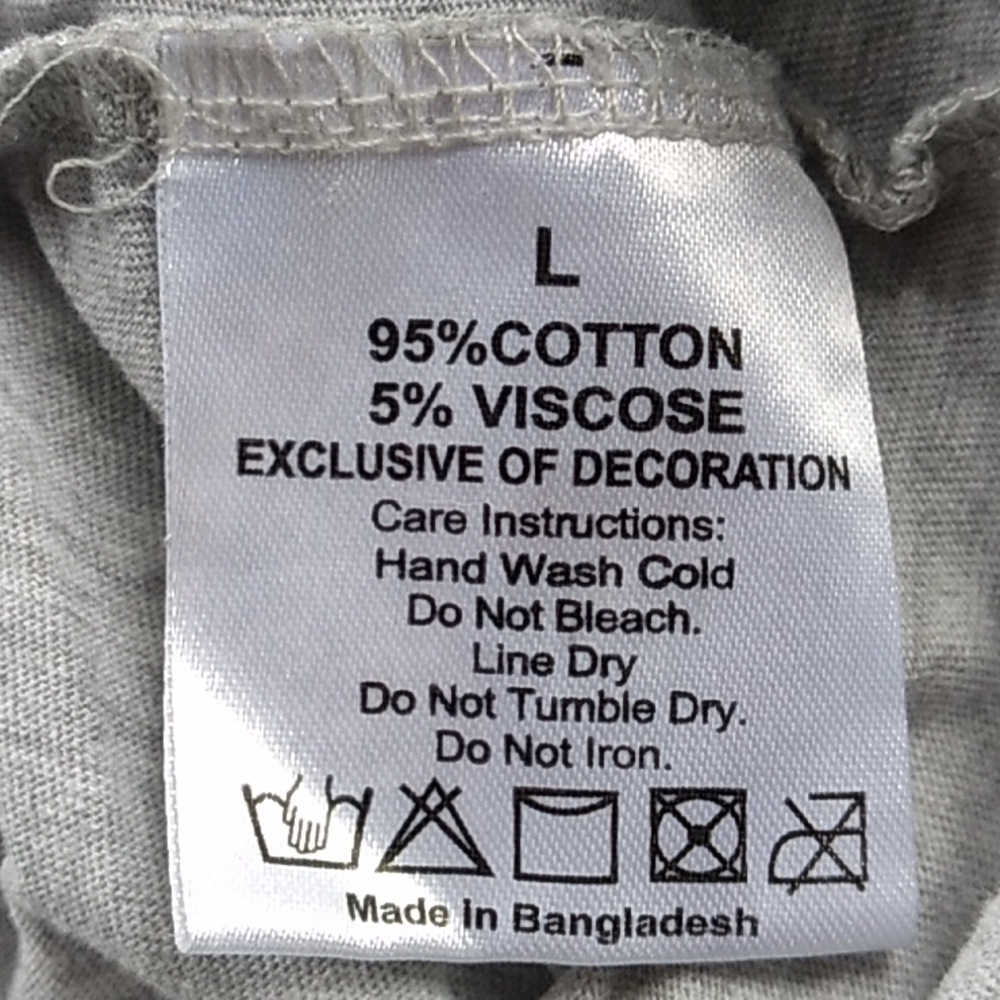 L
95%COTTON
5% VISCOSE
EXCLUSIVE OF DECORATION
Care Instructions:
Hand Wash Cold
Do Not Bleach.
Line Dry
Do Not Tumble Dry.
Do Not Iron.
Made in Bangladesh